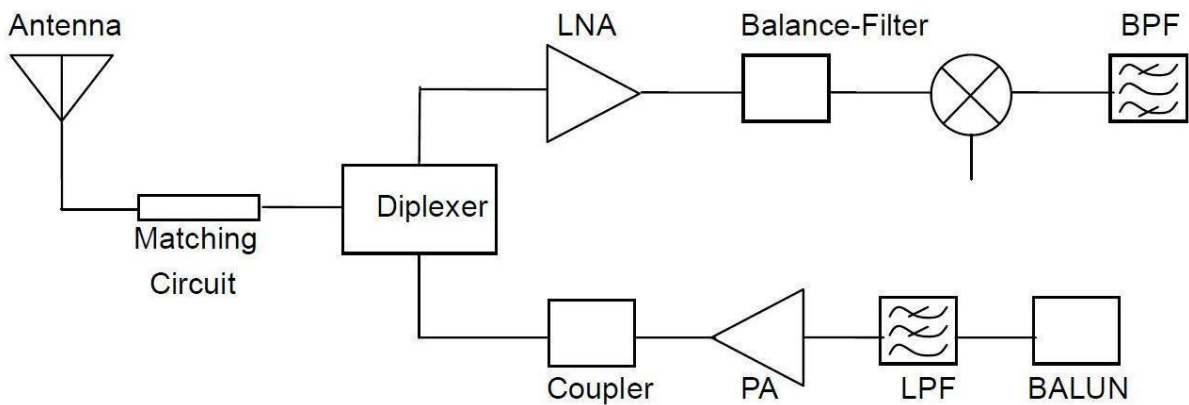 Antenna
LNA
Balance-Filter
BPF
Diplexer
Matching
Circuit
Coupler
PA
LPF
BALUN